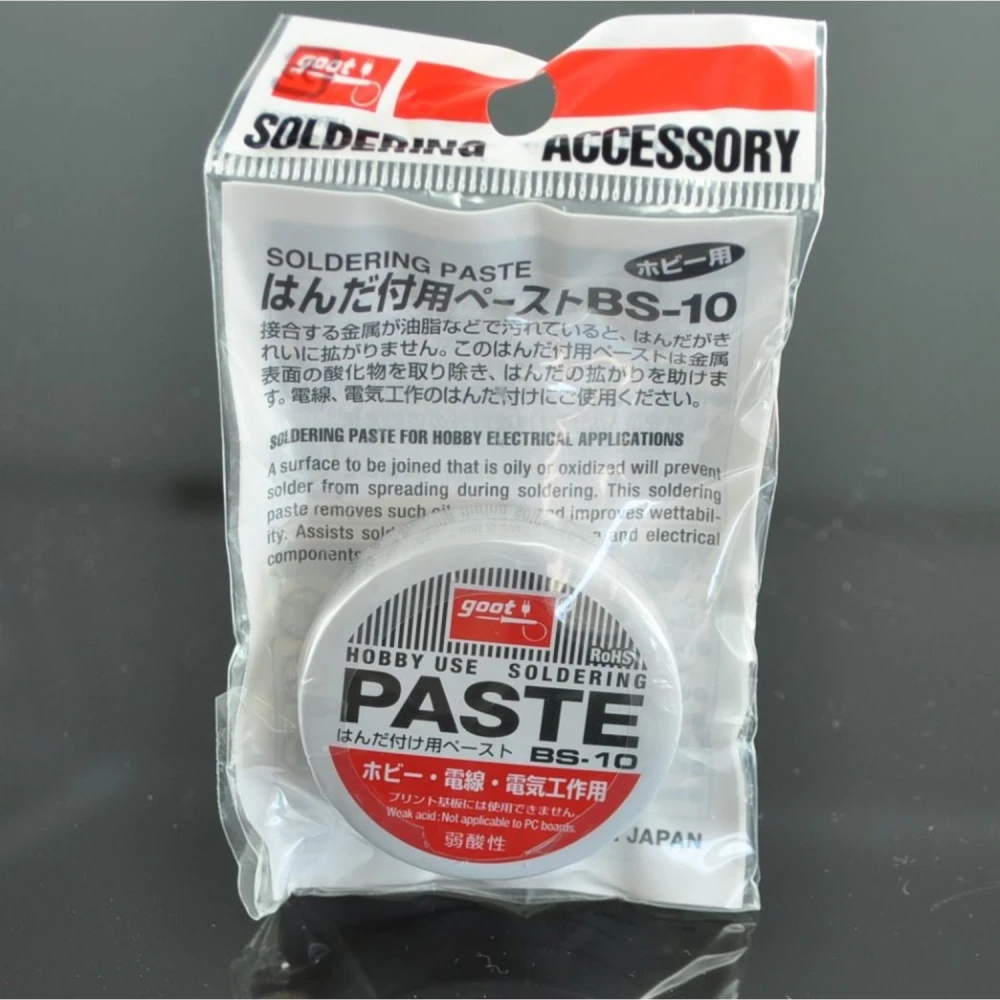 goot
SOLDERING ACCESSORY
SOLDERING PASTE
ホビー用
はんだ付用ペーストBS-10
接合する金属が油脂などで汚れていると、はんだがき
れいに拡がりません。このはんだ付用ペーストは金属
表面の酸化物を取り除き、はんだの拡がりを助けま
す。電線、電気工作のはんだ付けにご使用ください。
SOLDERING PASTE FOR HOBBY ELECTRICAL APPLICATIONS
A surface to be joined that is oily or oxidized will prevent
solder from spreading during soldering. This soldering
paste removes such and improves wettabil-
ity. Assists and electrical
components
goot
RoHS
HOBBY USE SOLDERING
PASTE
はんだ付け用ペースト BS-10
ホビー・電線・電気工作用
プリント基板には使用できません
Weak acid : Not applicable to PC boards.
弱酸性
JAPAN